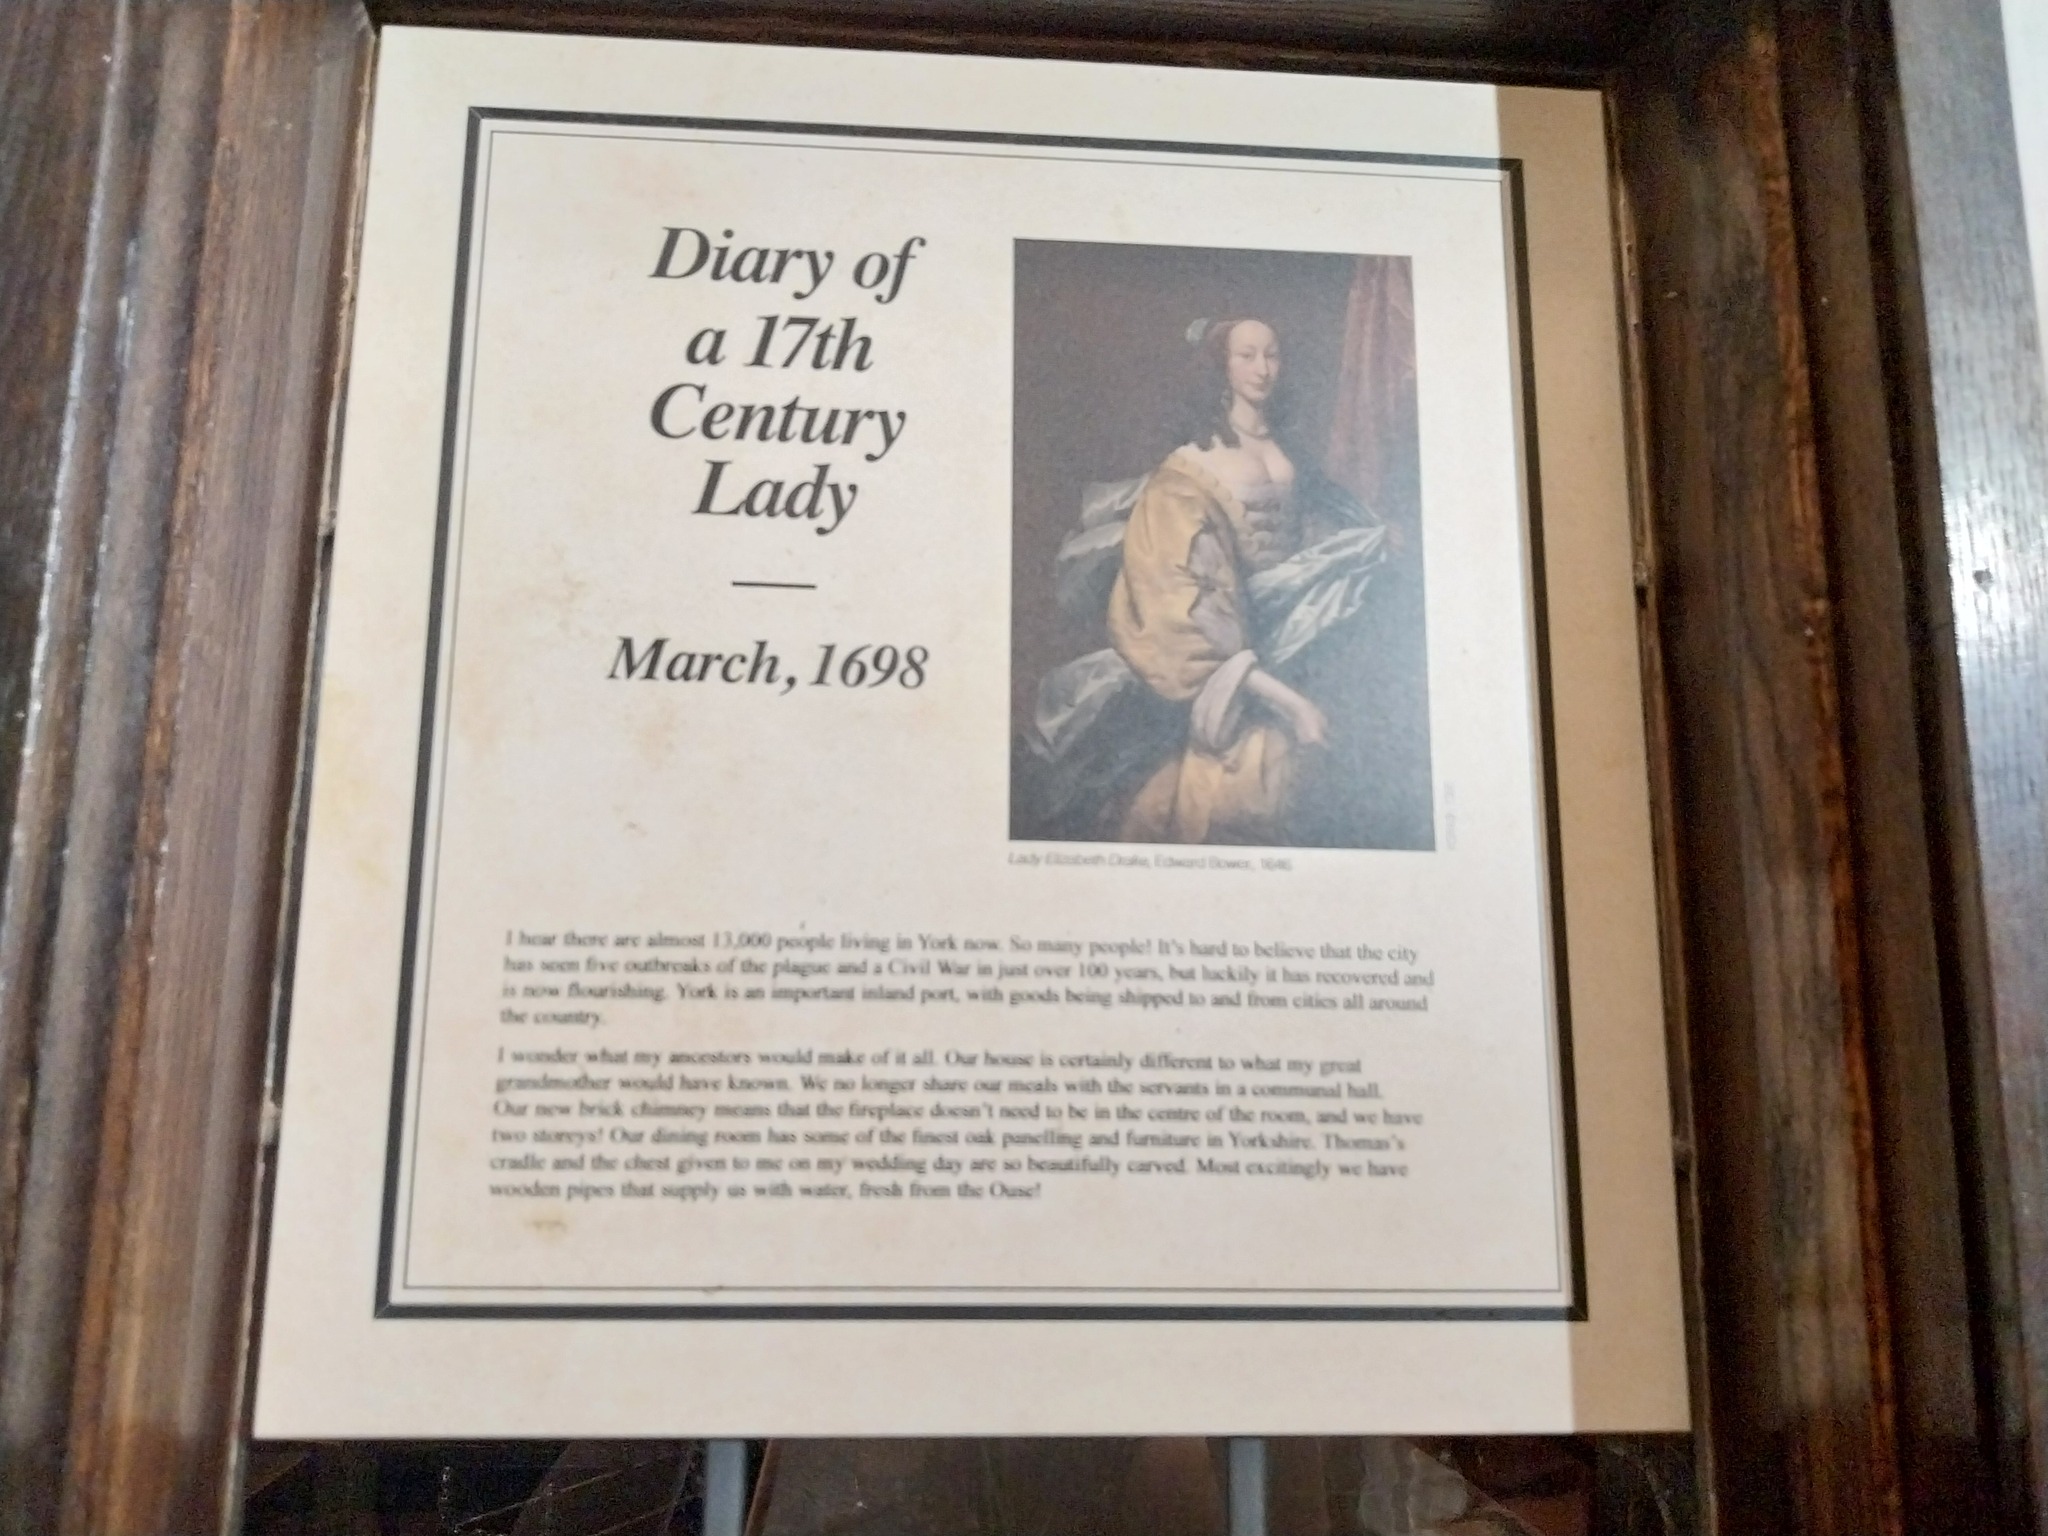 Diary of
a 17th
Century
Lady
March, 1698
Lady Elizabeth Drake, Edward Bower, 1646
I hear there are almost 13,000 people living in York now. So many people! It's hard to believe that the city
has seen five outbreaks of the plague and a Civil War in just over 100 years, but luckily it has recovered and
is now flourishing. York is an important inland port, with goods being shipped to and from cities all around
the country.
I wonder what my ancestors would make of it all. Our house is certainly different to what my great
grandmother would have known. We no longer share our meals with the servants in a communal hall.
Our new brick chimney means that the fireplace doesn't need to be in the centre of the room, and we have
two storeys! Our dining room has some of the finest oak panelling and furniture in Yorkshire. Thomas's
cradle and the chest given to me on my wedding day are so beautifully carved. Most excitingly we have
wooden pipes that supply us with water, fresh from the Ouse!